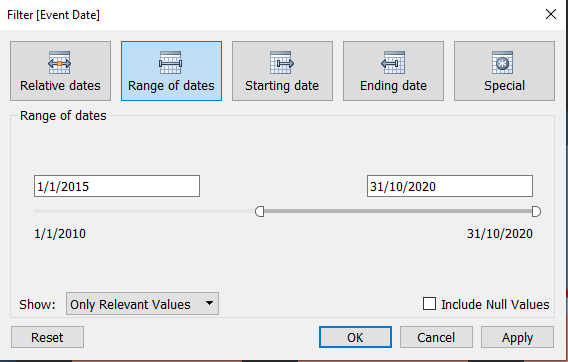 Filter [Event Date]
Relative dates
Range of dates
Starting date
Ending date
Special
Range of dates
1/1/2015
31/10/2020
1/1/2010
31/10/2020
Show: Only Relevant Values
Include Null Values
Reset
OK
Cancel
Apply